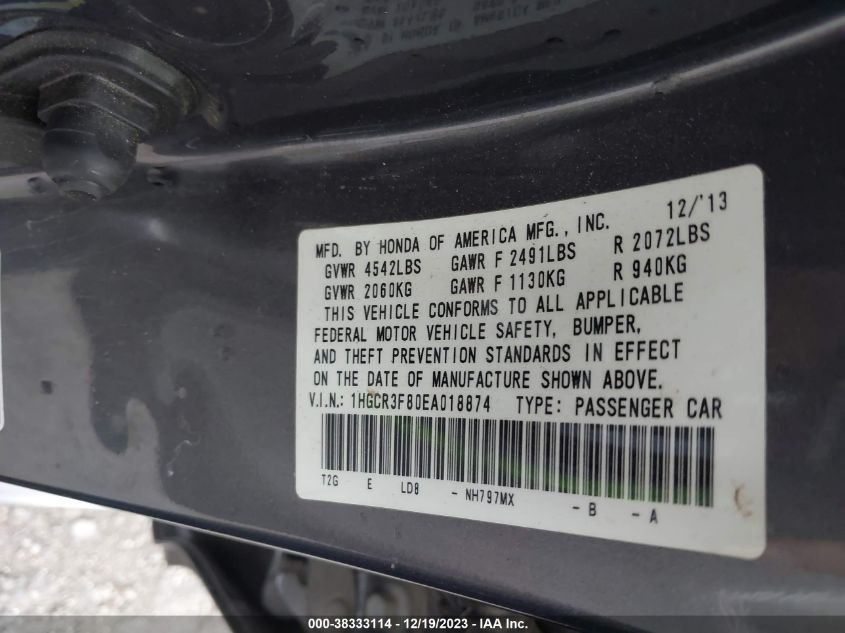 MFD. BY HONDA OF AMERICA MFG., INC. 12/'13
GVWR 4542LBS GAWR F 2491LBS R 2072LBS
GVWR 2060KG GAWR F 1130KG R 940KG
THIS VEHICLE CONFORMS TO ALL APPLICABLE
FEDERAL MOTOR VEHICLE SAFETY, BUMPER,
AND THEFT PREVENTION STANDARDS IN EFFECT
ON THE DATE OF MANUFACTURE SHOWN ABOVE.
V.I.N.: 1HGCR3F80EA018874 TYPE: PASSENGER CAR
T2G E LD8 - NH797MX - B - A
000-38333114 - 12/19/2023 - IAA Inc.